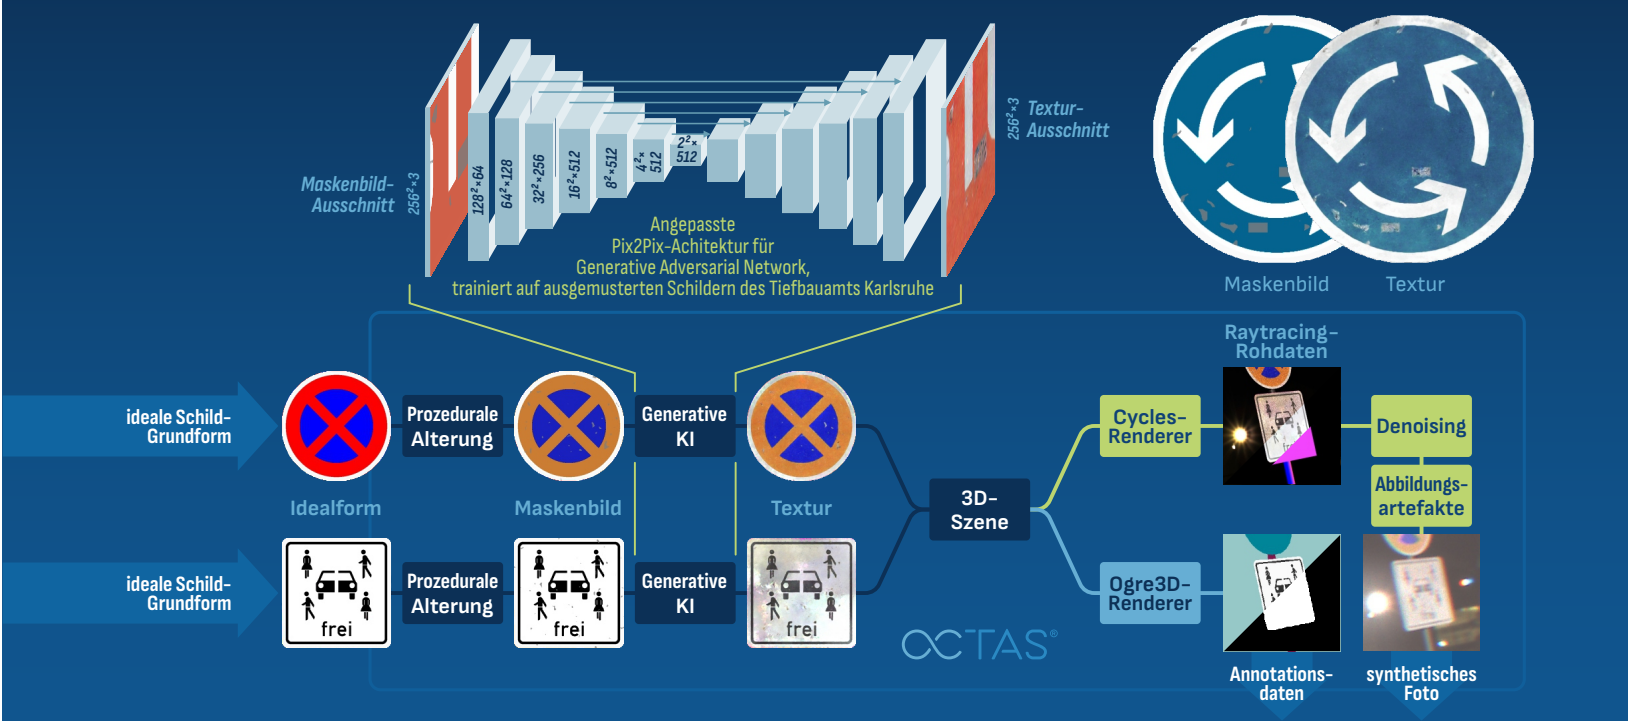 256²×3
Textur-
Ausschnitt
Maskenbild-
Ausschnitt
256²×3
128²×64
64²×128
32²×256
16²×512
8²×512
4²×
512
2²×
512
Angepasste
Pix2Pix-Achitektur für
Generative Adversarial Network,
trainiert auf ausgemusterten Schildern des Tiefbauamts Karlsruhe
Maskenbild
Textur
Raytracing-
Rohdaten
ideale Schild-
Grundform
Prozedurale
Alterung
Generative
KI
Cycles-
Renderer
Denoising
Idealform
Maskenbild
Textur
3D-
Szene
Abbildungs-
artefakte
ideale Schild-
Grundform
frei
Prozedurale
Alterung
frei
Generative
KI
frei
Ogre3D-
Renderer
OCTAS®
Annotations-
daten
synthetisches
Foto